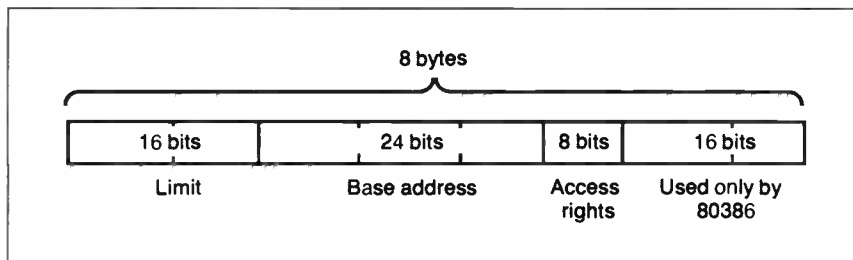 8 bytes
16 bits 24 bits 8 bits 16 bits
Limit Base address Access rights Used only by 80386